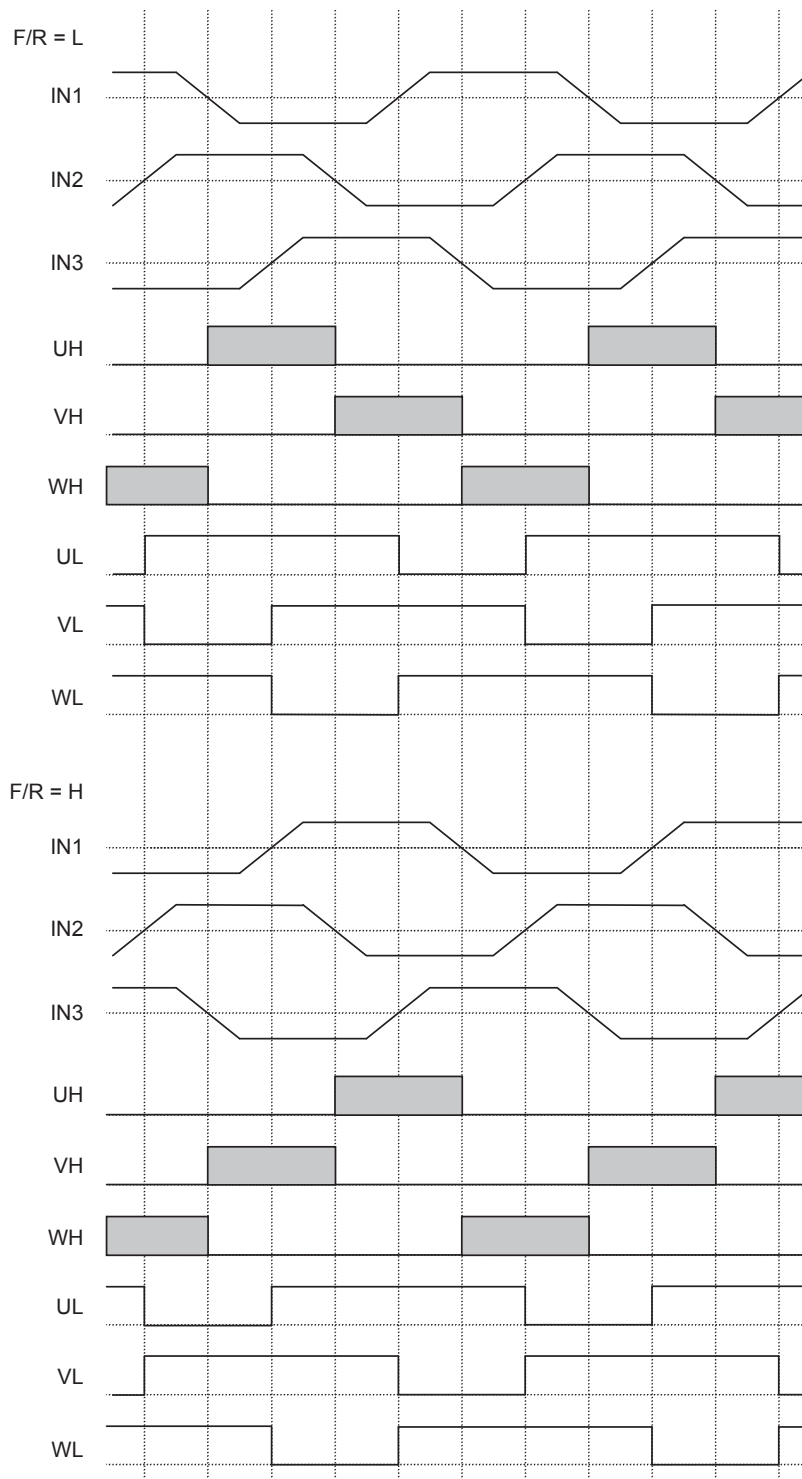 F/R = L
IN1
IN2
IN3
UH
VH
WH
UL
VL
WL
F/R = H
IN1
IN2
IN3
UH
VH
WH
UL
VL
WL